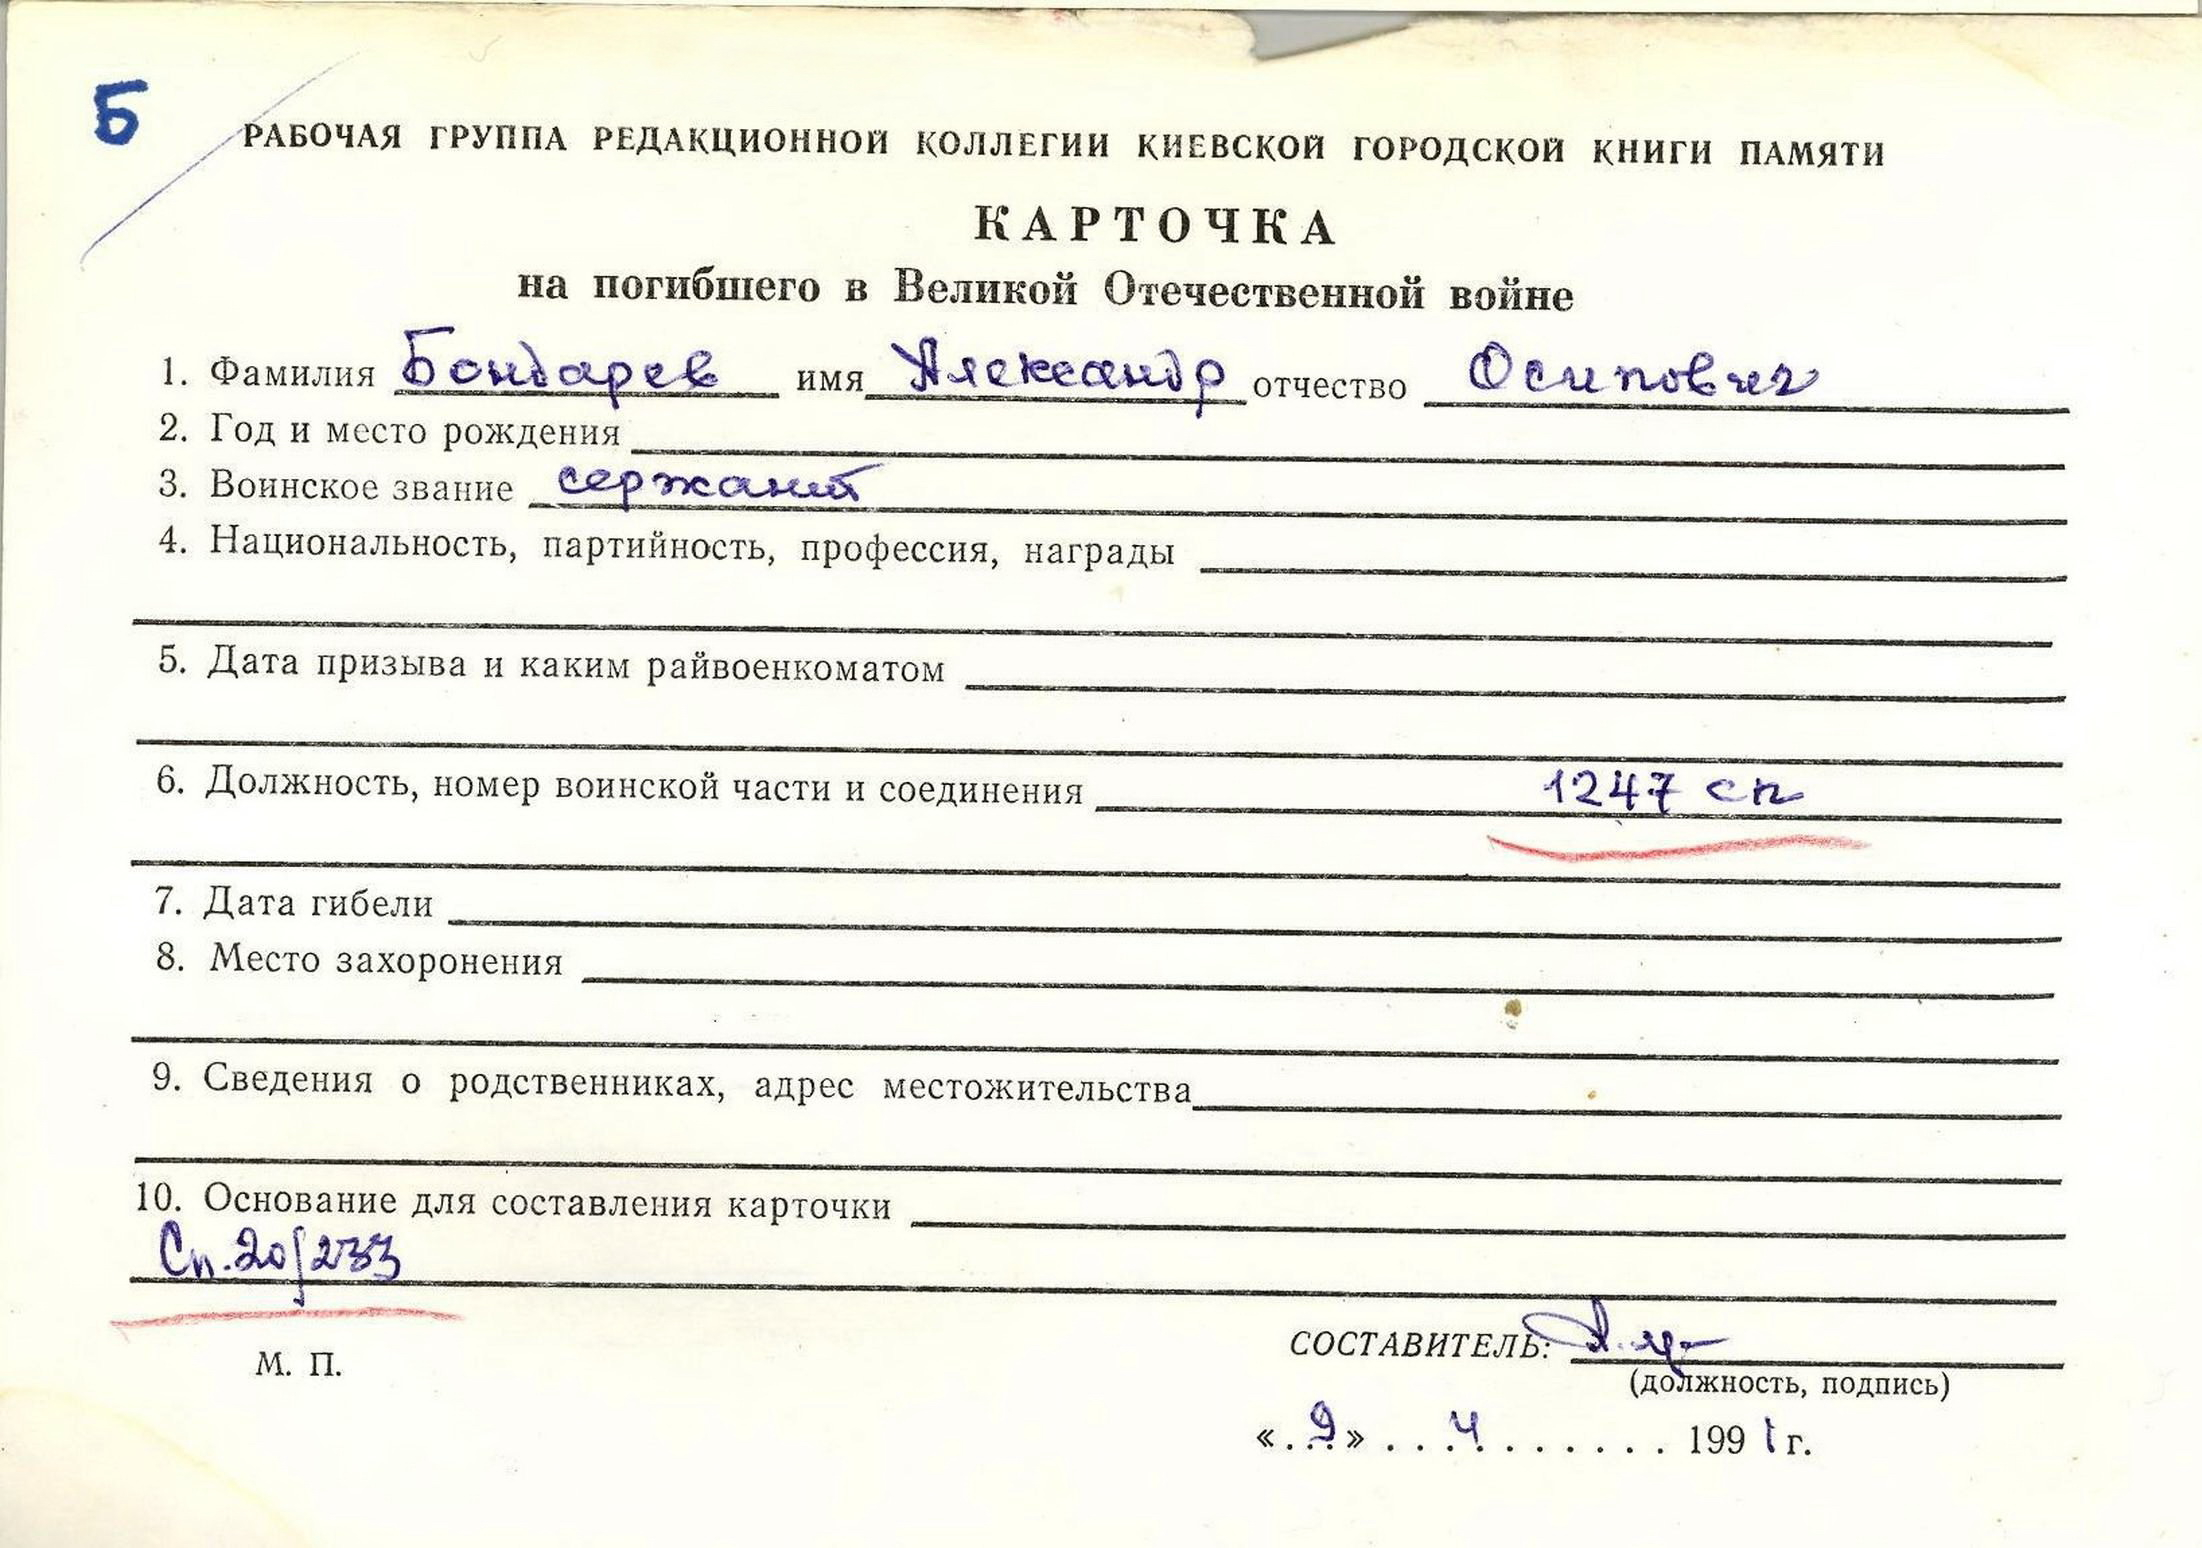 Б
РАБОЧАЯ ГРУППА РЕДАКЦИОННОЙ КОЛЛЕГИИ КИЕВСКОЙ ГОРОДСКОЙ КНИГИ ПАМЯТИ
КАРТОЧКА
на погибшего в Великой Отечественной войне
1. Фамилия Бондарев имя Александр отчество Осипович
2. Год и место рождения
3. Воинское звание сержант
4. Национальность, партийность, профессия, награды
5. Дата призыва и каким райвоенкоматом
6. Должность, номер воинской части и соединения 1247 сп
7. Дата гибели
8. Место захоронения
9. Сведения о родственниках, адрес местожительства
10. Основание для составления карточки
Сп. 20/233
М. П.
СОСТАВИТЕЛЬ:
(должность, подпись)
«...9» ... 4 ........ 1991 г.